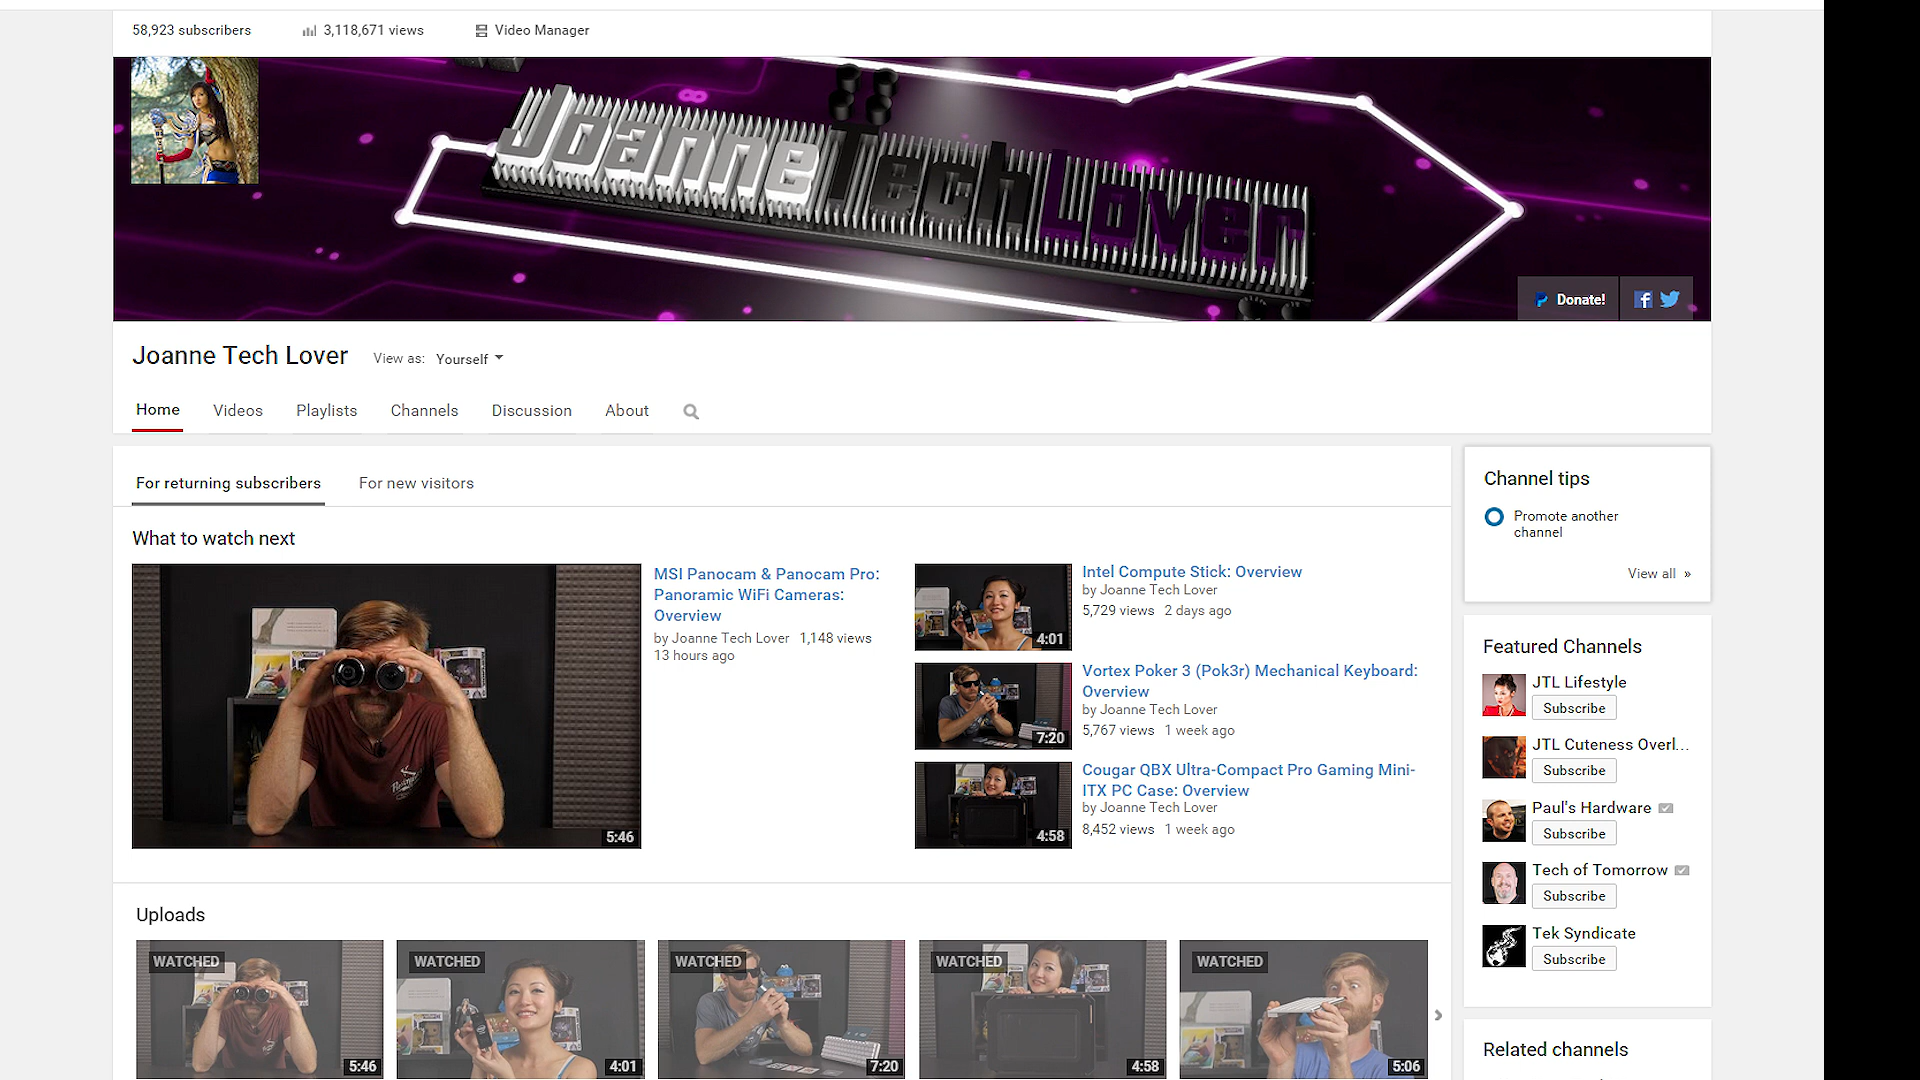 58,923 subscribers
3,118,671 views
Video Manager
JoanneTechLover
Donate!
Joanne Tech Lover
View as: Yourself
Home
Videos
Playlists
Channels
Discussion
About
For returning subscribers
For new visitors
What to watch next
5:46
MSI Panocam & Panocam Pro:
Panoramic WiFi Cameras:
Overview
by Joanne Tech Lover 1,148 views
13 hours ago
4:01
Intel Compute Stick: Overview
by Joanne Tech Lover
5,729 views 2 days ago
7:20
Vortex Poker 3 (Pok3r) Mechanical Keyboard:
Overview
by Joanne Tech Lover
5,767 views 1 week ago
4:58
Cougar QBX Ultra-Compact Pro Gaming Mini-
ITX PC Case: Overview
by Joanne Tech Lover
8,452 views 1 week ago
Uploads
WATCHED
5:46
WATCHED
4:01
WATCHED
7:20
WATCHED
4:58
WATCHED
5:06
Channel tips
Promote another
channel
View all »
Featured Channels
JTL Lifestyle
Subscribe
JTL Cuteness Overl...
Subscribe
Paul's Hardware
Subscribe
Tech of Tomorrow
Subscribe
Tek Syndicate
Subscribe
Related channels